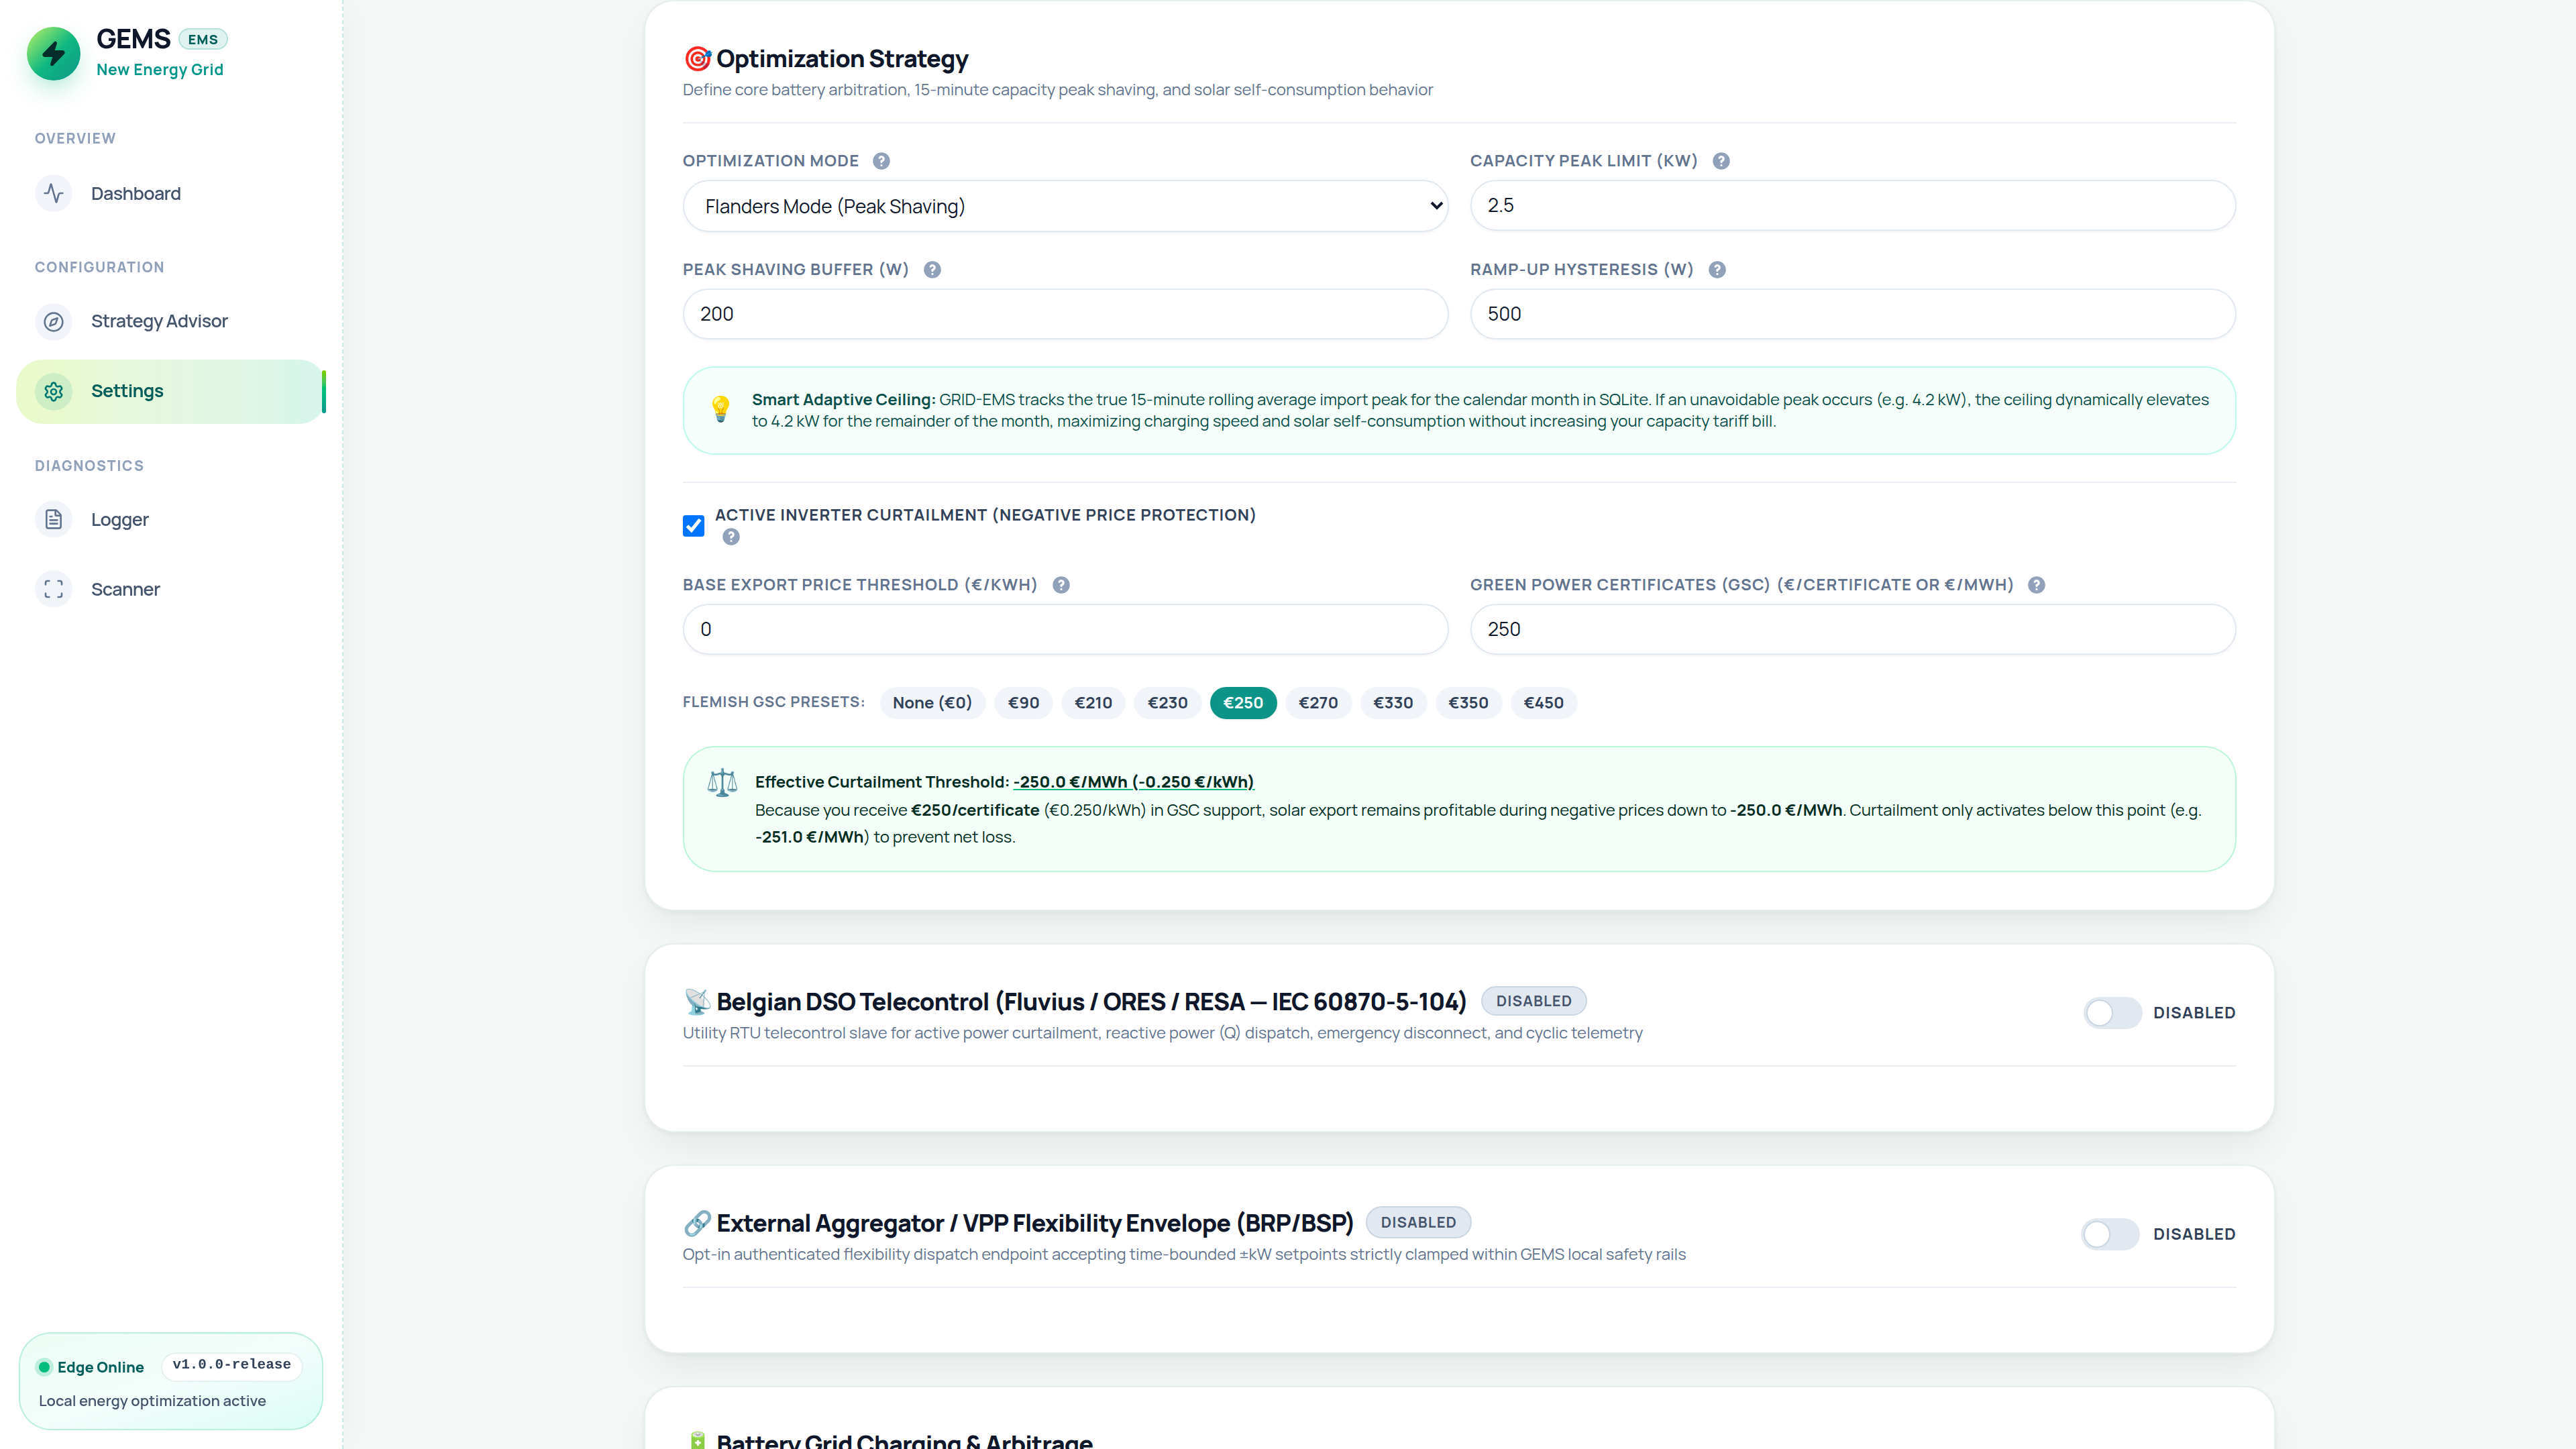 GEMS EMS
New Energy Grid
OVERVIEW
Dashboard
CONFIGURATION
Strategy Advisor
Settings
DIAGNOSTICS
Logger
Scanner
Edge Online v1.0.0-release
Local energy optimization active
Optimization Strategy
Define core battery arbitration, 15-minute capacity peak shaving, and solar self-consumption behavior
OPTIMIZATION MODE ?
Flanders Mode (Peak Shaving)
CAPACITY PEAK LIMIT (KW) ?
2.5
PEAK SHAVING BUFFER (W) ?
200
RAMP-UP HYSTERESIS (W) ?
500
Smart Adaptive Ceiling: GRID-EMS tracks the true 15-minute rolling average import peak for the calendar month in SQLite. If an unavoidable peak occurs (e.g. 4.2 kW), the ceiling dynamically elevates
to 4.2 kW for the remainder of the month, maximizing charging speed and solar self-consumption without increasing your capacity tariff bill.
ACTIVE INVERTER CURTAILMENT (NEGATIVE PRICE PROTECTION)
?
BASE EXPORT PRICE THRESHOLD (€/KWH) ?
0
GREEN POWER CERTIFICATES (GSC) (€/CERTIFICATE OR €/MWH) ?
250
FLEMISH GSC PRESETS: None (€0) €90 €210 €230 €250 €270 €330 €350 €450
Effective Curtailment Threshold: -250.0 €/MWh (-0.250 €/kWh)
Because you receive €250/certificate (€0.250/kWh) in GSC support, solar export remains profitable during negative prices down to -250.0 €/MWh. Curtailment only activates below this point (e.g.
-251.0 €/MWh) to prevent net loss.
Belgian DSO Telecontrol (Fluvius / ORES / RESA — IEC 60870-5-104) DISABLED
Utility RTU telecontrol slave for active power curtailment, reactive power (Q) dispatch, emergency disconnect, and cyclic telemetry
DISABLED
External Aggregator / VPP Flexibility Envelope (BRP/BSP) DISABLED
Opt-in authenticated flexibility dispatch endpoint accepting time-bounded ±kW setpoints strictly clamped within GEMS local safety rails
DISABLED
Battery Grid Charging & Arbitrage